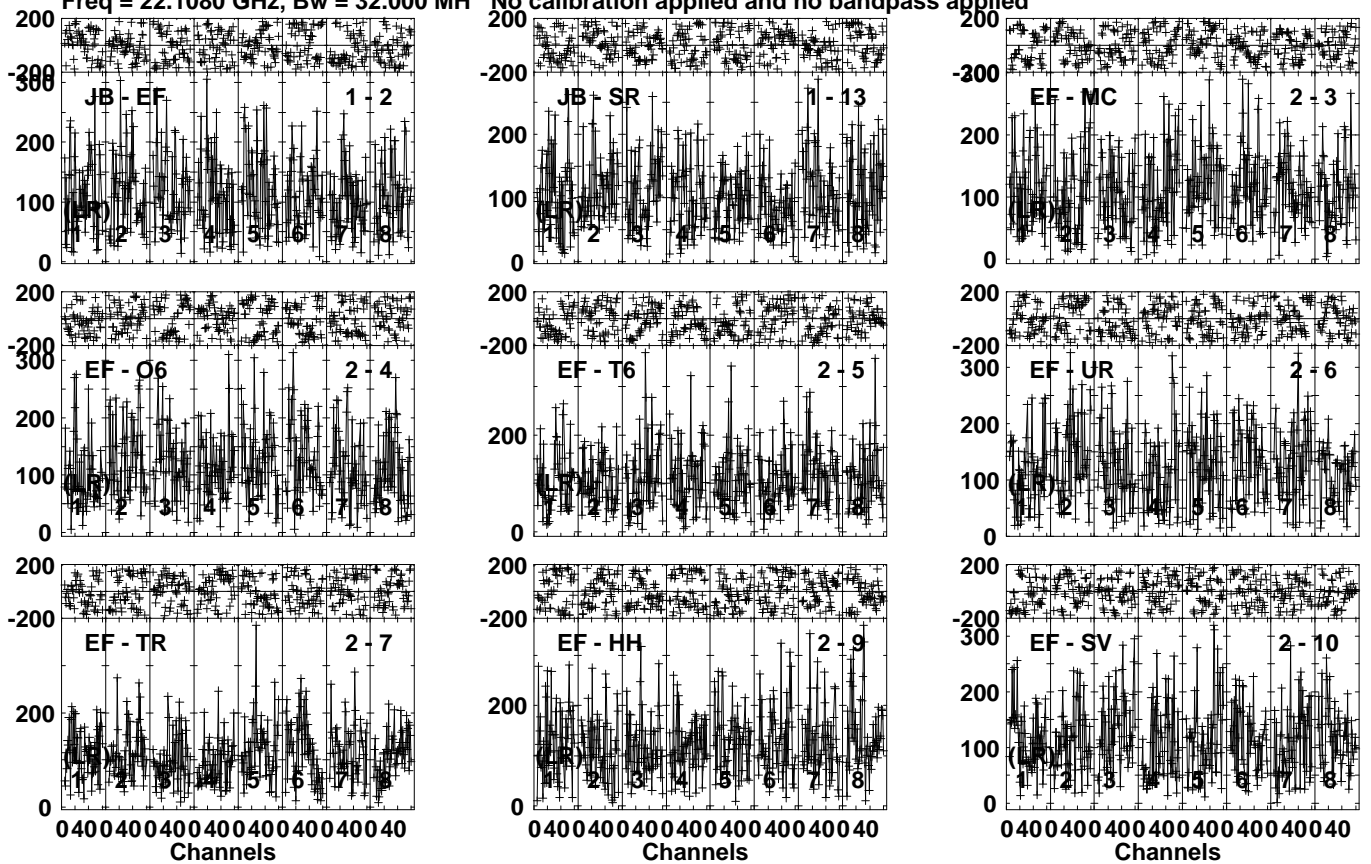 Freq = 22.1080 GHz, Bw = 32.000 MH No calibration applied and no bandpass applied
200 200 200
-200 -200 -200
300 200 100 0
JB - EF 1 - 2
(LR)
1 2 3 4 5 6 7 8
200 100 0
JB - SR 1 - 13
(LR)
1 2 3 4 5 6 7 8
300 200 100 0
EF - MC 2 - 3
(LR)
1 2 3 4 5 6 7 8
200 200 200
-200 -200 -200
300 200 100 0
EF - O6 2 - 4
(LR)
1 2 3 4 5 6 7 8
200 0
EF - T6 2 - 5
(LR)
1 2 3 4 5 6 7 8
300 200 100 0
EF - UR 2 - 6
(LR)
1 2 3 4 5 6 7 8
200 200 200
-200 -200 -200
200 0
EF - TR 2 - 7
(LR)
1 2 3 4 5 6 7 8
200 0
EF - HH 2 - 9
(LR)
1 2 3 4 5 6 7 8
300 200 100 0
EF - SV 2 - 10
(LR)
1 2 3 4 5 6 7 8
0 40 0 40 0 40 0 40 0 40 0 40 0 40 0 40
Channels
0 40 0 40 0 40 0 40 0 40 0 40 0 40 0 40
Channels
0 40 0 40 0 40 0 40 0 40 0 40 0 40 0 40
Channels